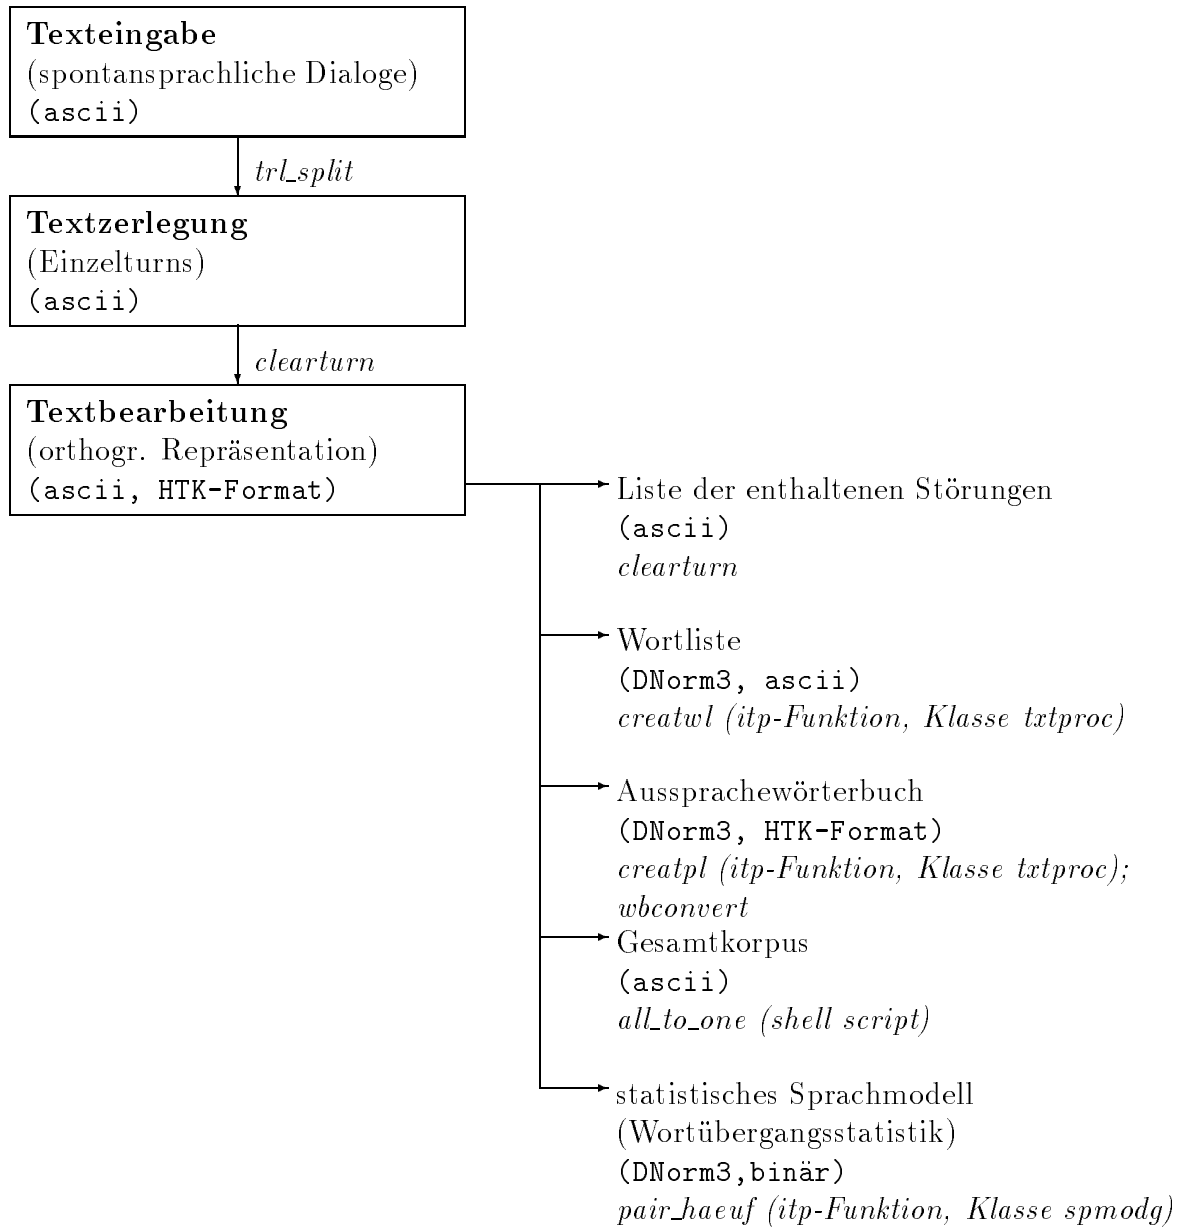 Texteingabe
(spontansprachliche Dialoge)
(ascii)
trl_split
Textzerlegung
(Einzelturns)
(ascii)
clearturn
Textbearbeitung
(orthogr. Repräsentation)
(ascii, HTK-Format)
Liste der enthaltenen Störungen
(ascii)
clearturn
Wortliste
(DNorm3, ascii)
creatwl (itp-Funktion, Klasse txtproc)
Aussprachewörterbuch
(DNorm3, HTK-Format)
creatpl (itp-Funktion, Klasse txtproc);
wbconvert
Gesamtkorpus
(ascii)
all_to_one (shell script)
statistisches Sprachmodell
(Wortübergangsstatistik)
(DNorm3,binär)
pair_haeuf (itp-Funktion, Klasse spmodg)